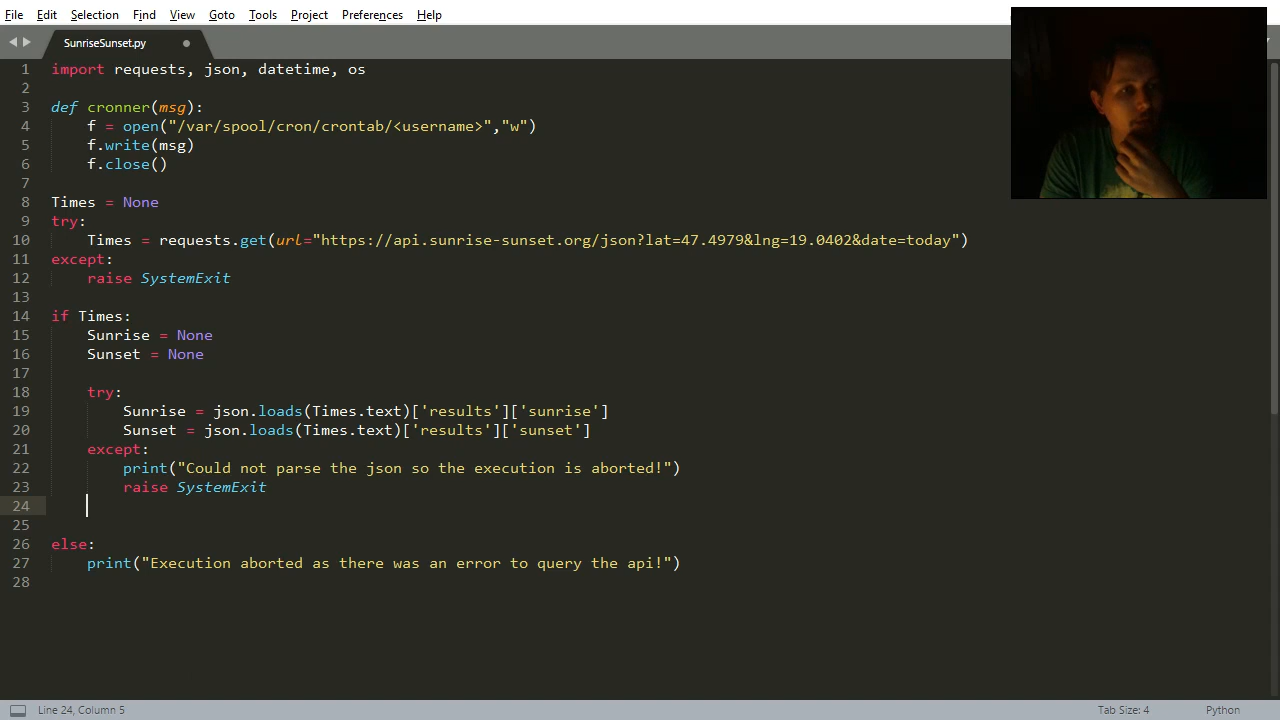 File Edit Selection Find View Goto Tools Project Preferences Help
SunriseSunset.py
1 import requests, json, datetime, os
2
3 def cronner(msg):
4 f = open("/var/spool/cron/crontab/<username>","w")
5 f.write(msg)
6 f.close()
7
8 Times = None
9 try:
10 Times = requests.get(url="https://api.sunrise-sunset.org/json?lat=47.4979&lng=19.0402&date=today")
11 except:
12 raise SystemExit
13
14 if Times:
15 Sunrise = None
16 Sunset = None
17
18 try:
19 Sunrise = json.loads(Times.text)['results']['sunrise']
20 Sunset = json.loads(Times.text)['results']['sunset']
21 except:
22 print("Could not parse the json so the execution is aborted!")
23 raise SystemExit
24
25
26 else:
27 print("Execution aborted as there was an error to query the api!")
28
Line 24, Column 5 Tab Size: 4 Python